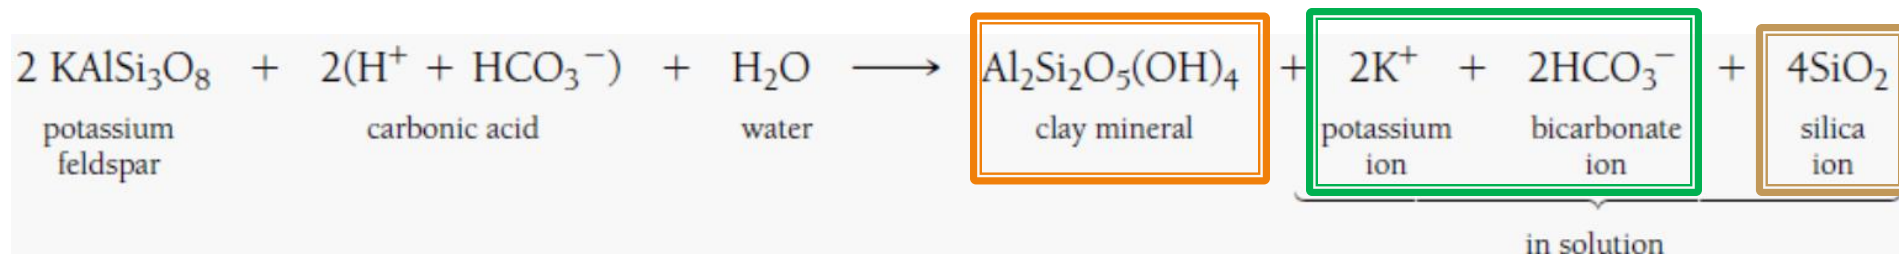 2 KAlSi₃O₈ + 2(H⁺ + HCO₃⁻) + H₂O ⟶ Al₂Si₂O₅(OH)₄ + 2K⁺ + 2HCO₃⁻ + 4SiO₂
potassium carbonic acid water clay mineral potassium bicarbonate silica
feldspar ion ion ion
in solution